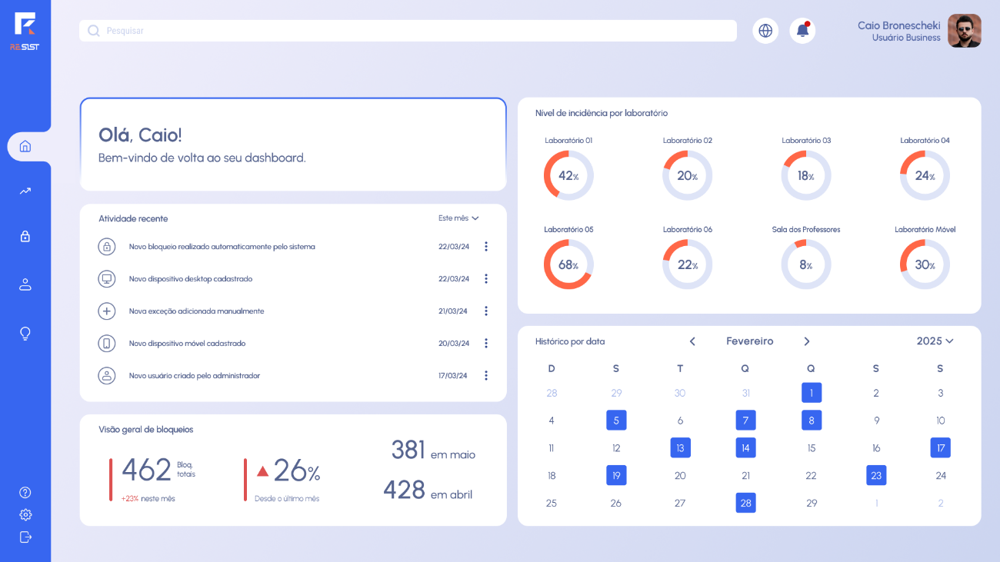 RESIST
Pesquisar
Caio Bronescheki
Usuário Business
Olá, Caio!
Bem-vindo de volta ao seu dashboard.
Atividade recente
Este mês
Novo bloqueio realizado automaticamente pelo sistema
22/03/24
Novo dispositivo desktop cadastrado
22/03/24
Nova exceção adicionada manualmente
21/03/24
Novo dispositivo móvel cadastrado
20/03/24
Novo usuário criado pelo administrador
17/03/24
Visão geral de bloqueios
462 Bloq. totais
+23% neste mês
26%
Desde o último mês
381 em maio
428 em abril
Nível de incidência por laboratório
Laboratório 01
42%
Laboratório 02
20%
Laboratório 03
18%
Laboratório 04
24%
Laboratório 05
68%
Laboratório 06
22%
Sala dos Professores
8%
Laboratório Móvel
30%
Histórico por data
Fevereiro
2025
D S T Q Q S S
28 29 30 31 1 2 3
4 5 6 7 8 9 10
11 12 13 14 15 16 17
18 19 20 21 22 23 24
25 26 27 28 29 1 2